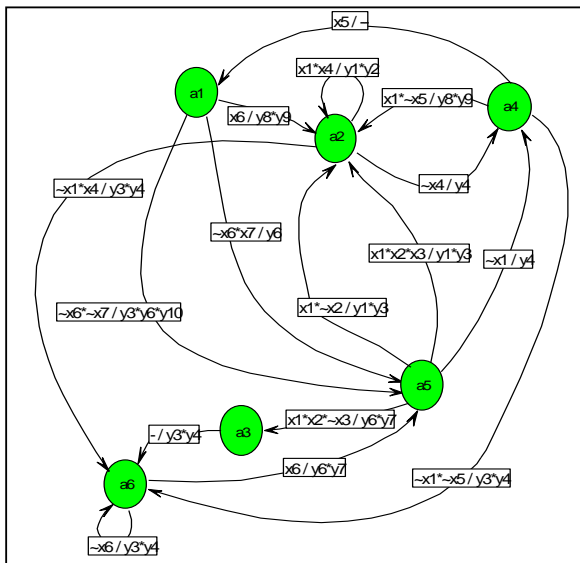 x5 / -
x1*x4 / y1*y2
a1
x1*~x5 / y8*y9
a4
x6 / y8*y9
a2
~x1*x4 / y3*y4
~x4 / y4
~x6*x7 / y6
x1*x2*x3 / y1*y3
~x1 / y4
x1*~x2 / y1*y3
~x6*~x7 / y3*y6*y10
a5
x1*x2*~x3 / y6*y7
a3
- / y3*y4
x6 / y6*y7
~x1*~x5 / y3*y4
a6
~x6 / y3*y4